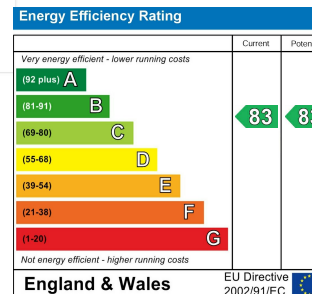 Energy Efficiency Rating
Current Poten
Very energy efficient - lower running costs
(92 plus) A
(81-91) B
83 83
(69-80) C
(55-68) D
(39-54) E
(21-38) F
(1-20) G
Not energy efficient - higher running costs
England & Wales
EU Directive
2002/91/EC